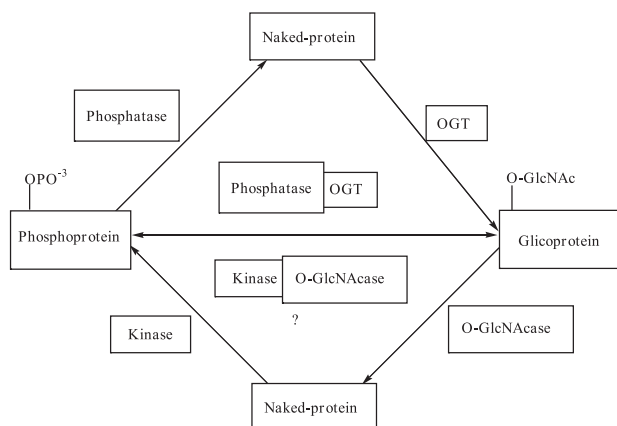 Naked-protein
Phosphatase
OGT
OPO-3
O-GlcNAc
Phosphatase OGT
Phosphoprotein
Glicoprotein
Kinase O-GlcNAcase
?
Kinase
O-GlcNAcase
Naked-protein